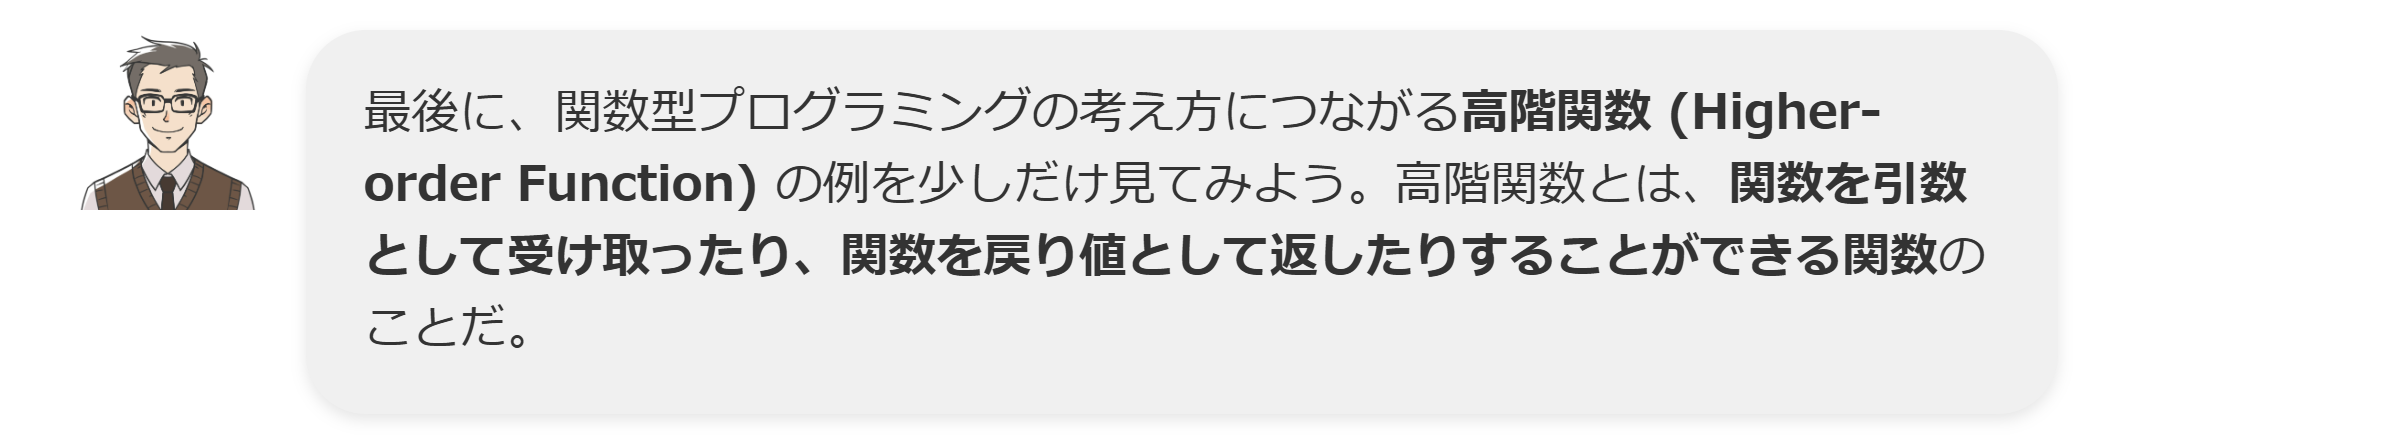 最後に、関数型プログラミングの考え方につながる高階関数 (Higher-
order Function) の例を少しだけ見てみよう。高階関数とは、関数を引数
として受け取ったり、関数を戻り値として返したりすることができる関数の
ことだ。